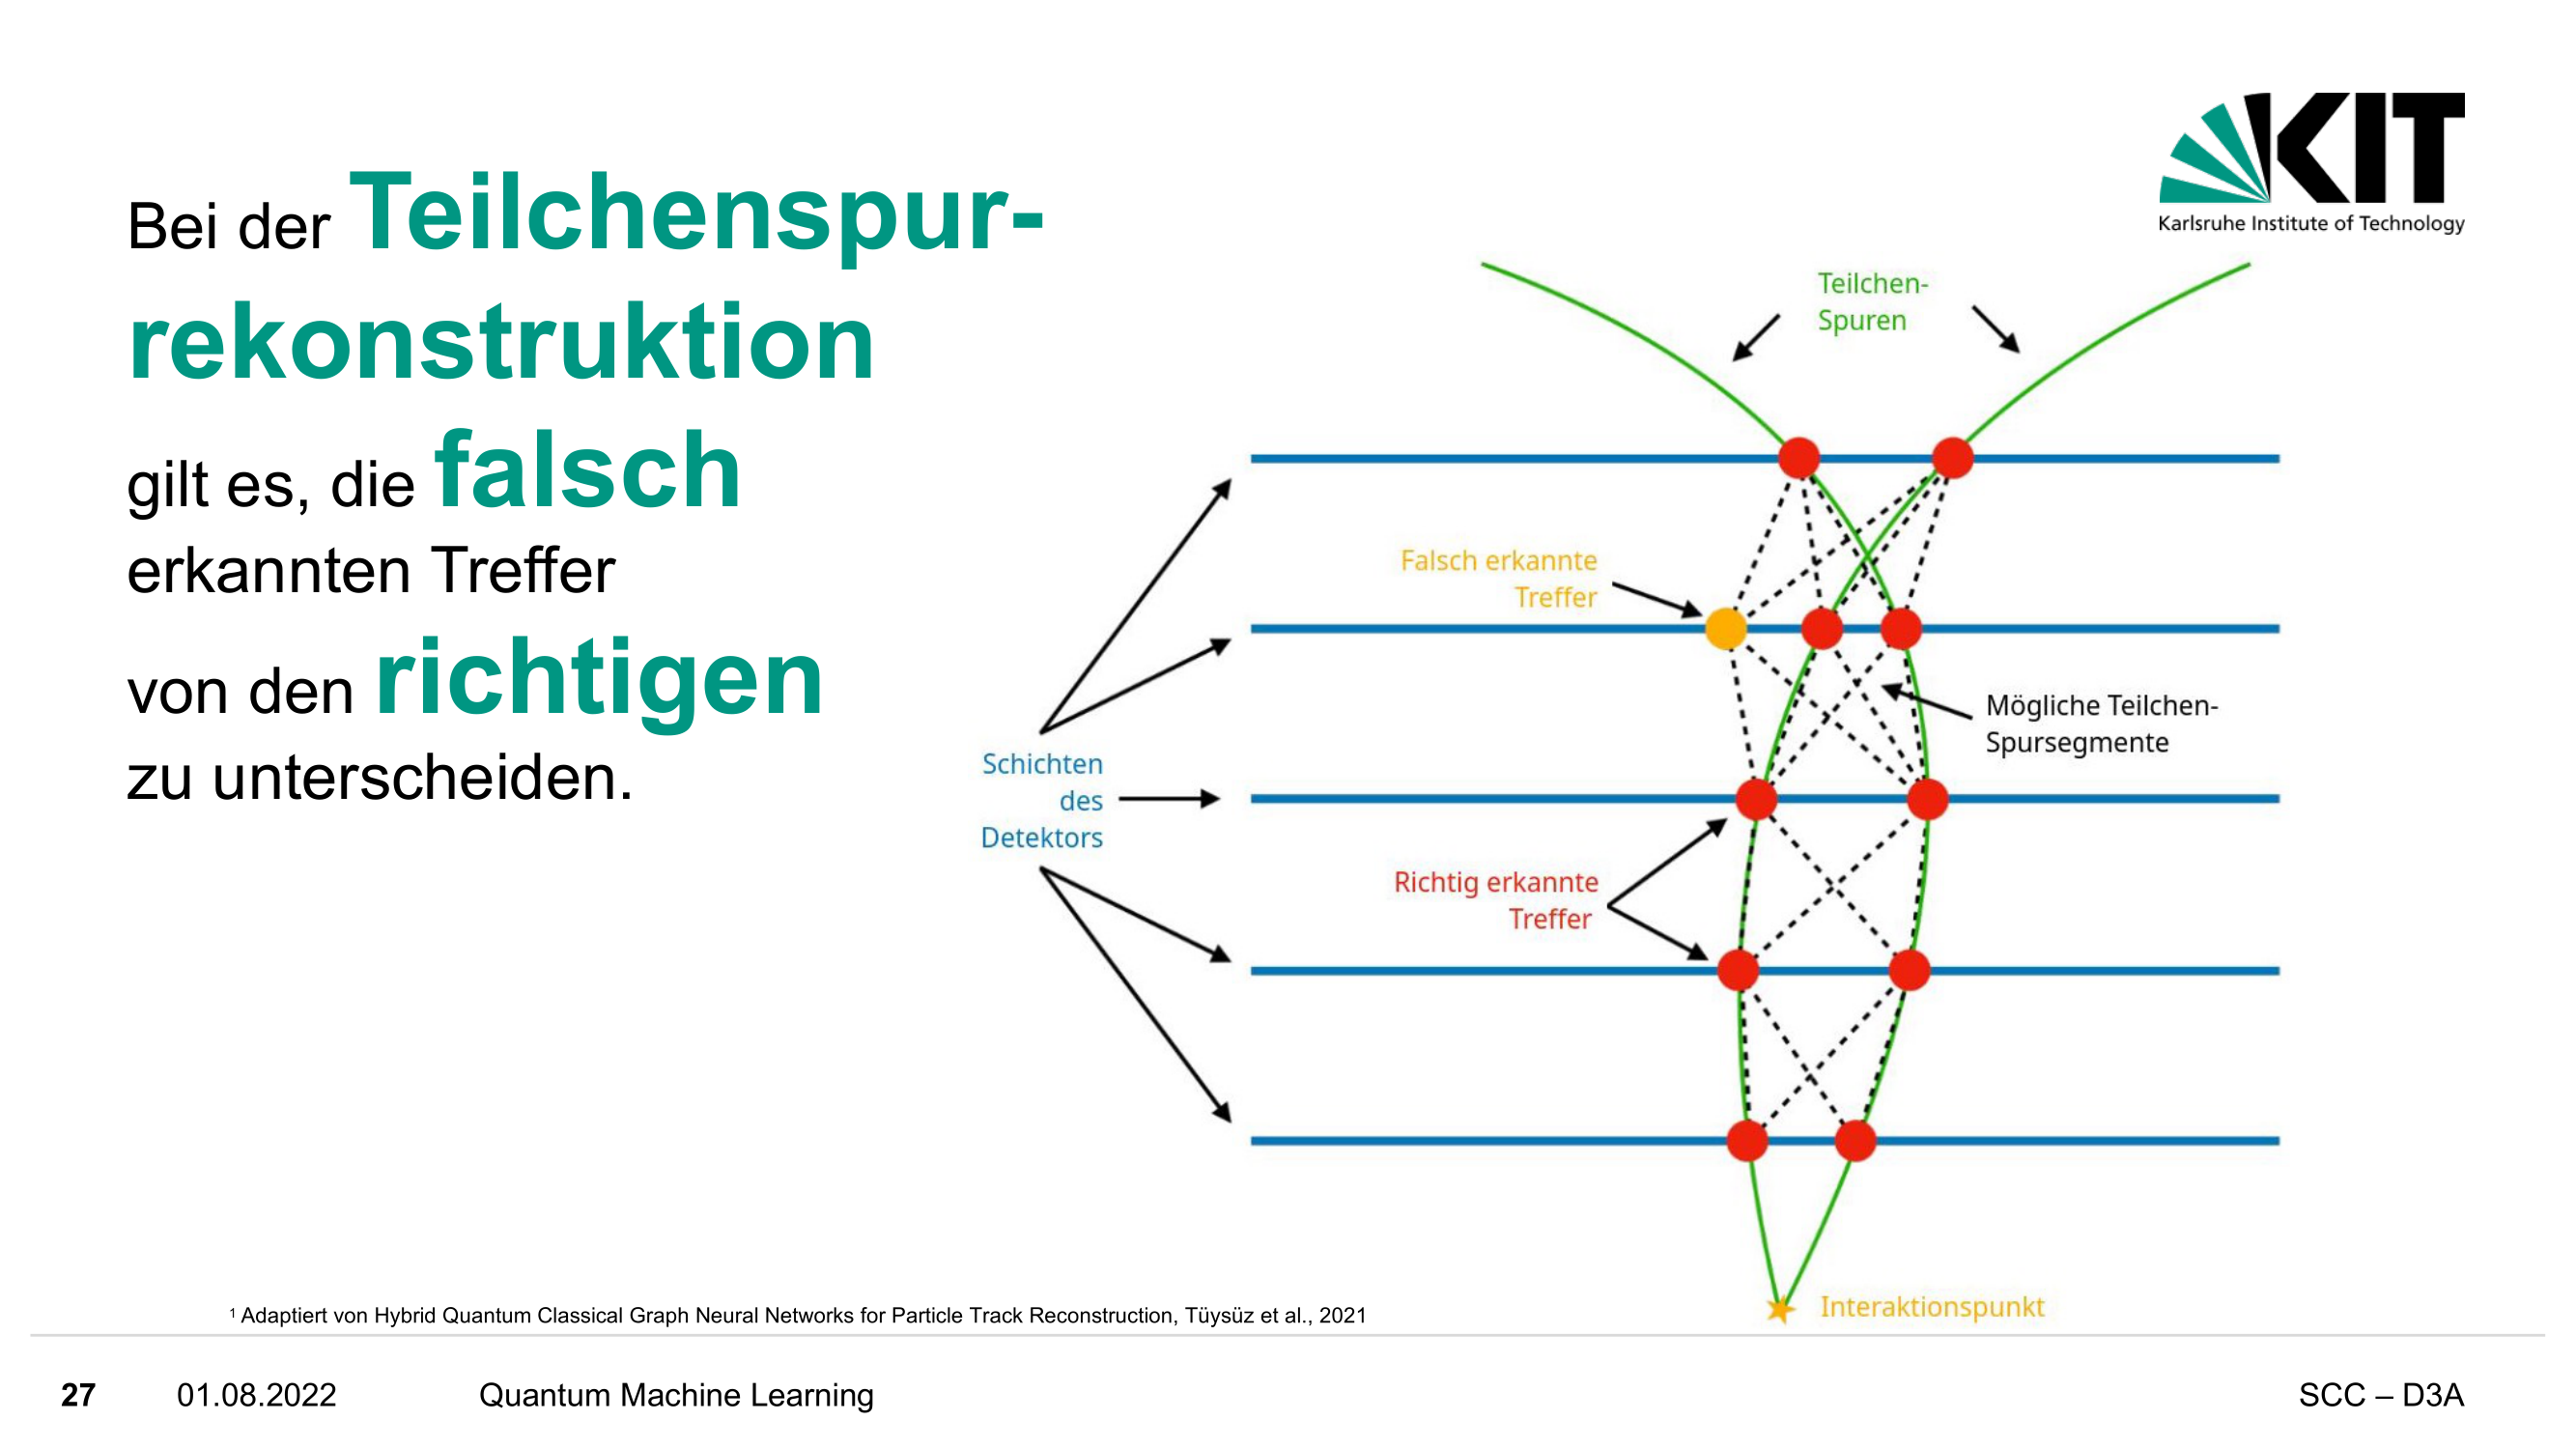 KIT
Karlsruhe Institute of Technology
Bei der Teilchenspur-
rekonstruktion
gilt es, die falsch
erkannten Treffer
von den richtigen
zu unterscheiden.
Teilchen-
Spuren
Falsch erkannte
Treffer
Mögliche Teilchen-
Spursegmente
Schichten
des
Detektors
Richtig erkannte
Treffer
Interaktionspunkt
¹ Adaptiert von Hybrid Quantum Classical Graph Neural Networks for Particle Track Reconstruction, Tüysüz et al., 2021
27 01.08.2022 Quantum Machine Learning SCC – D3A